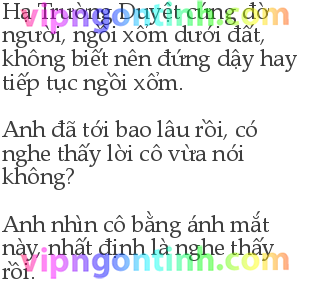 Hạ Trường Duyệt cứng đờ
người, ngồi xổm dưới đất,
không biết nên đứng dậy hay
tiếp tục ngồi xổm.
Anh đã tới bao lâu rồi, có
nghe thấy lời cô vừa nói
không?
Anh nhìn cô bằng ánh mắt
này, nhất định là nghe thấy
rồi.
vipngontinh.com
vipngontinh.com